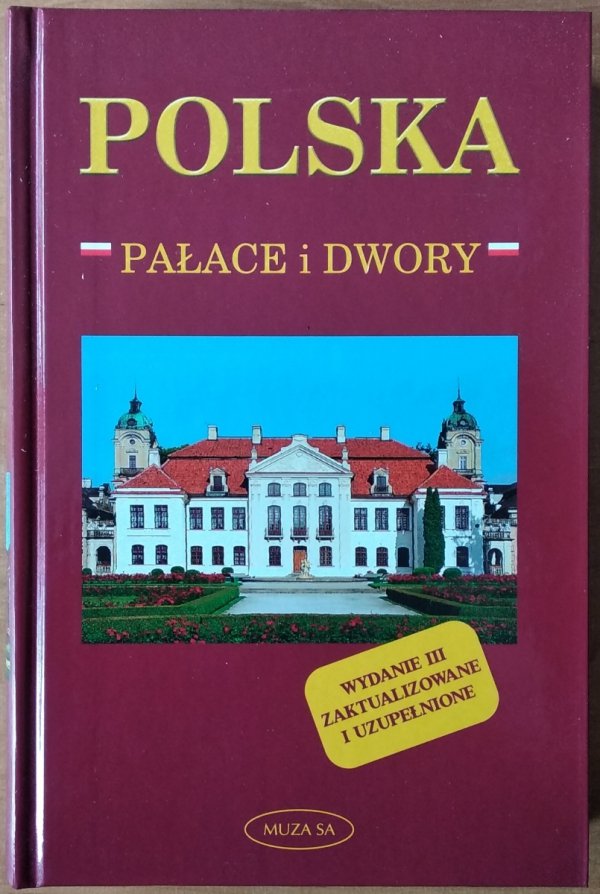 POLSKA
PAŁACE i DWORY
WYDANIE III
ZAKTUALIZOWANE
I UZUPEŁNIONE
MUZA SA